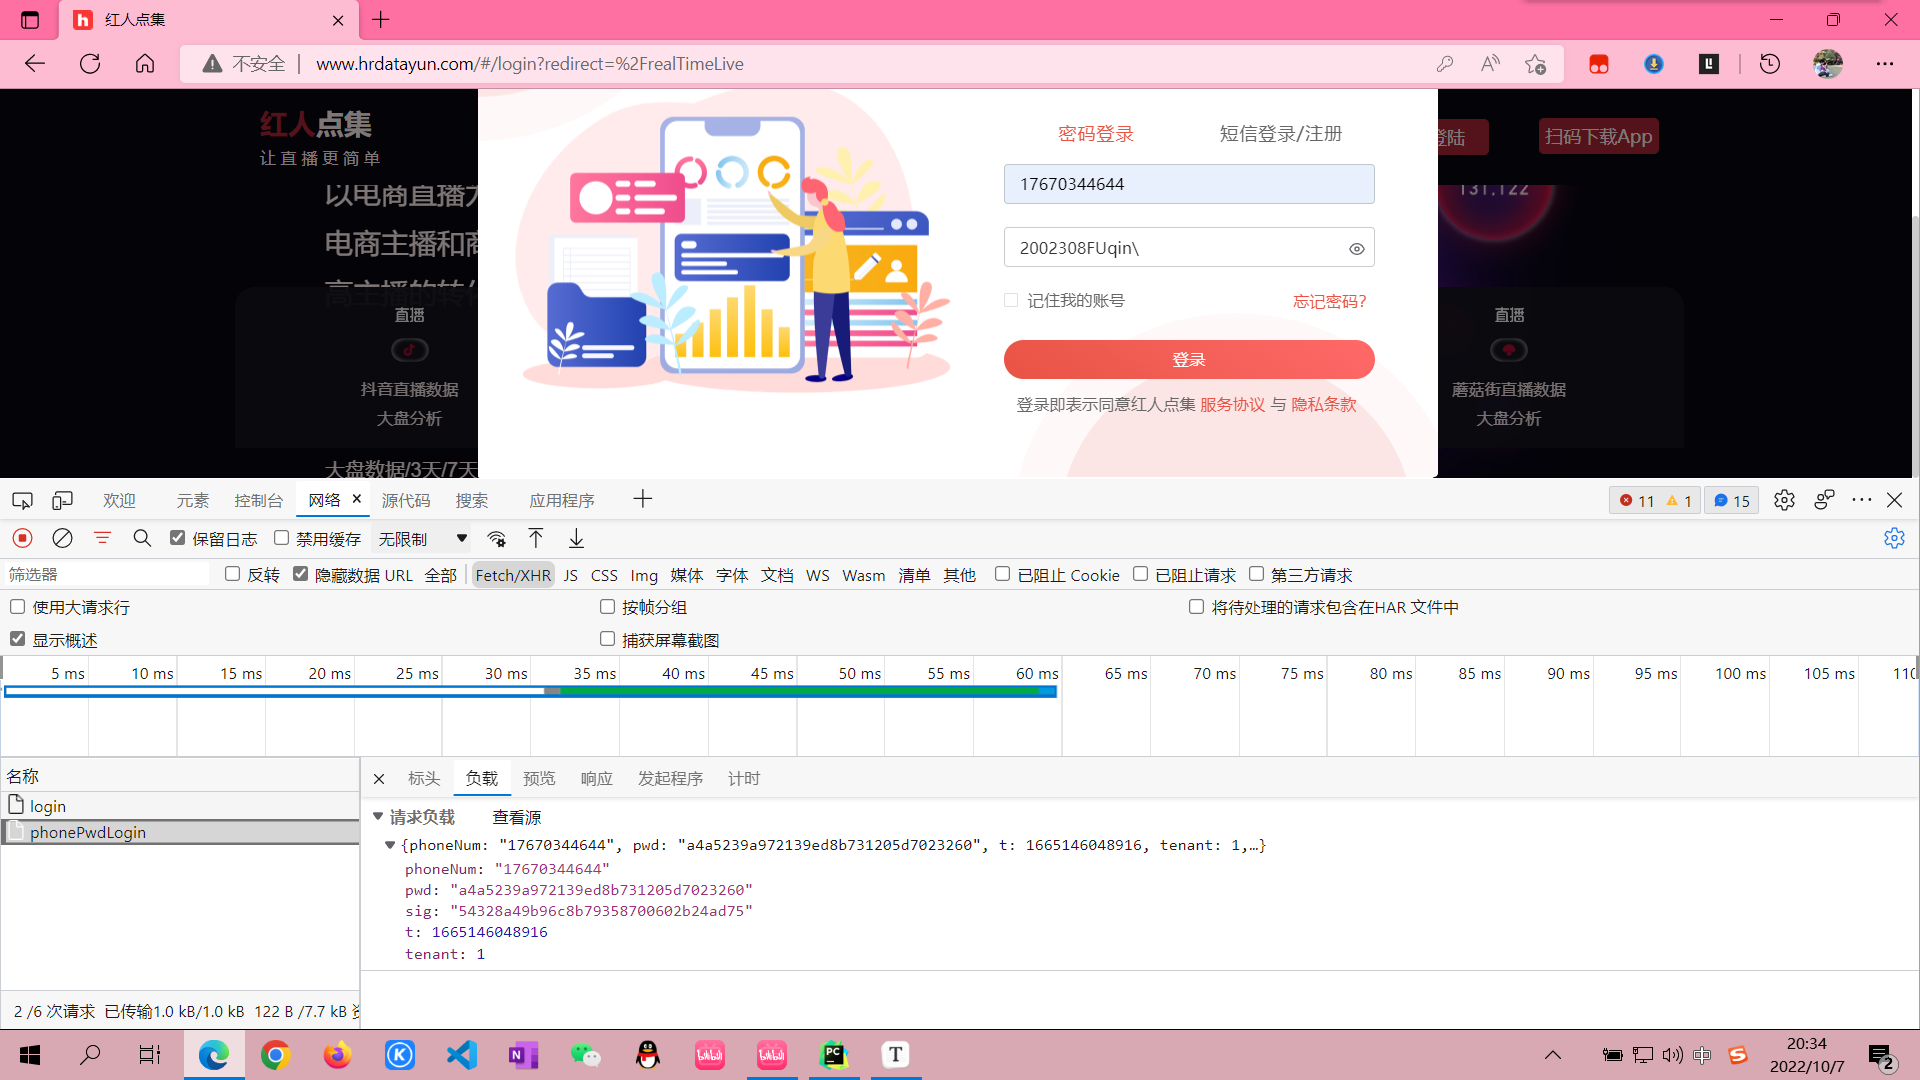 红人点集
不安全
www.hrdatayun.com/#/login?redirect=%2FrealTimeLive
红人点集
让直播更简单
以电商直播
电商主播和商
高主播的转化
直播
抖音直播数据
大盘分析
大盘数据/3天/7天
密码登录
短信登录/注册
17670344644
2002308FUqin\
记住我的账号
忘记密码?
登录
登录即表示同意红人点集 服务协议 与 隐私条款
登陆
扫码下载App
131,122
直播
蘑菇街直播数据
大盘分析
欢迎 元素 控制台 网络 源代码 搜索 应用程序
11 1 15
保留日志 禁用缓存 无限制
筛选器 反转 隐藏数据 URL 全部 Fetch/XHR JS CSS Img 媒体 字体 文档 WS Wasm 清单 其他 已阻止 Cookie 已阻止请求 第三方请求
使用大请求行 按帧分组 将待处理的请求包含在HAR 文件中
显示概述 捕获屏幕截图
5 ms 10 ms 15 ms 20 ms 25 ms 30 ms 35 ms 40 ms 45 ms 50 ms 55 ms 60 ms 65 ms 70 ms 75 ms 80 ms 85 ms 90 ms 95 ms 100 ms 105 ms 110
名称
login
phonePwdLogin
2 /6 次请求 已传输1.0 kB/1.0 kB 122 B /7.7 kB
标头 负载 预览 响应 发起程序 计时
请求负载 查看源
{phoneNum: "17670344644", pwd: "a4a5239a972139ed8b731205d7023260", t: 1665146048916, tenant: 1,…}
phoneNum: "17670344644"
pwd: "a4a5239a972139ed8b731205d7023260"
sig: "54328a49b96c8b79358700602b24ad75"
t: 1665146048916
tenant: 1
中
20:34
2022/10/7
2